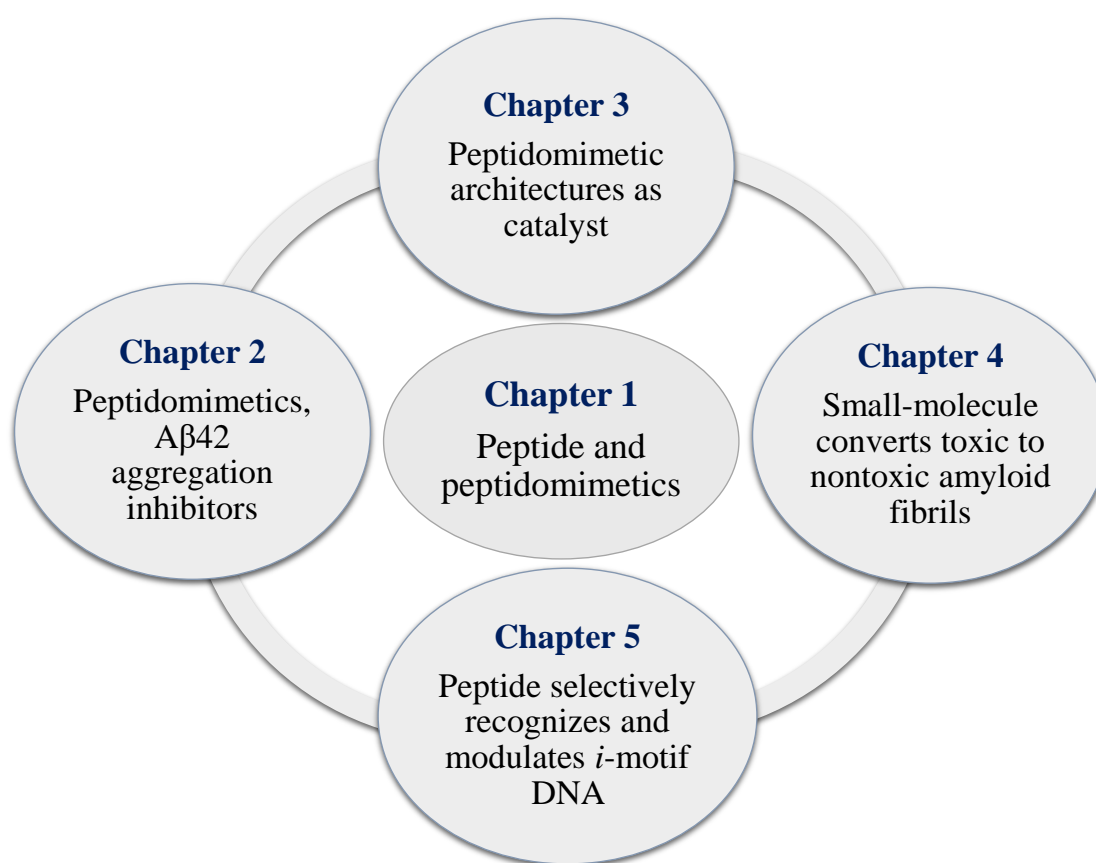 Chapter 3
Peptidomimetic
architectures as
catalyst
Chapter 2
Peptidomimetics,
Aβ42
aggregation
inhibitors
Chapter 1
Peptide and
peptidomimetics
Chapter 4
Small-molecule
converts toxic to
nontoxic amyloid
fibrils
Chapter 5
Peptide selectively
recognizes and
modulates i-motif
DNA